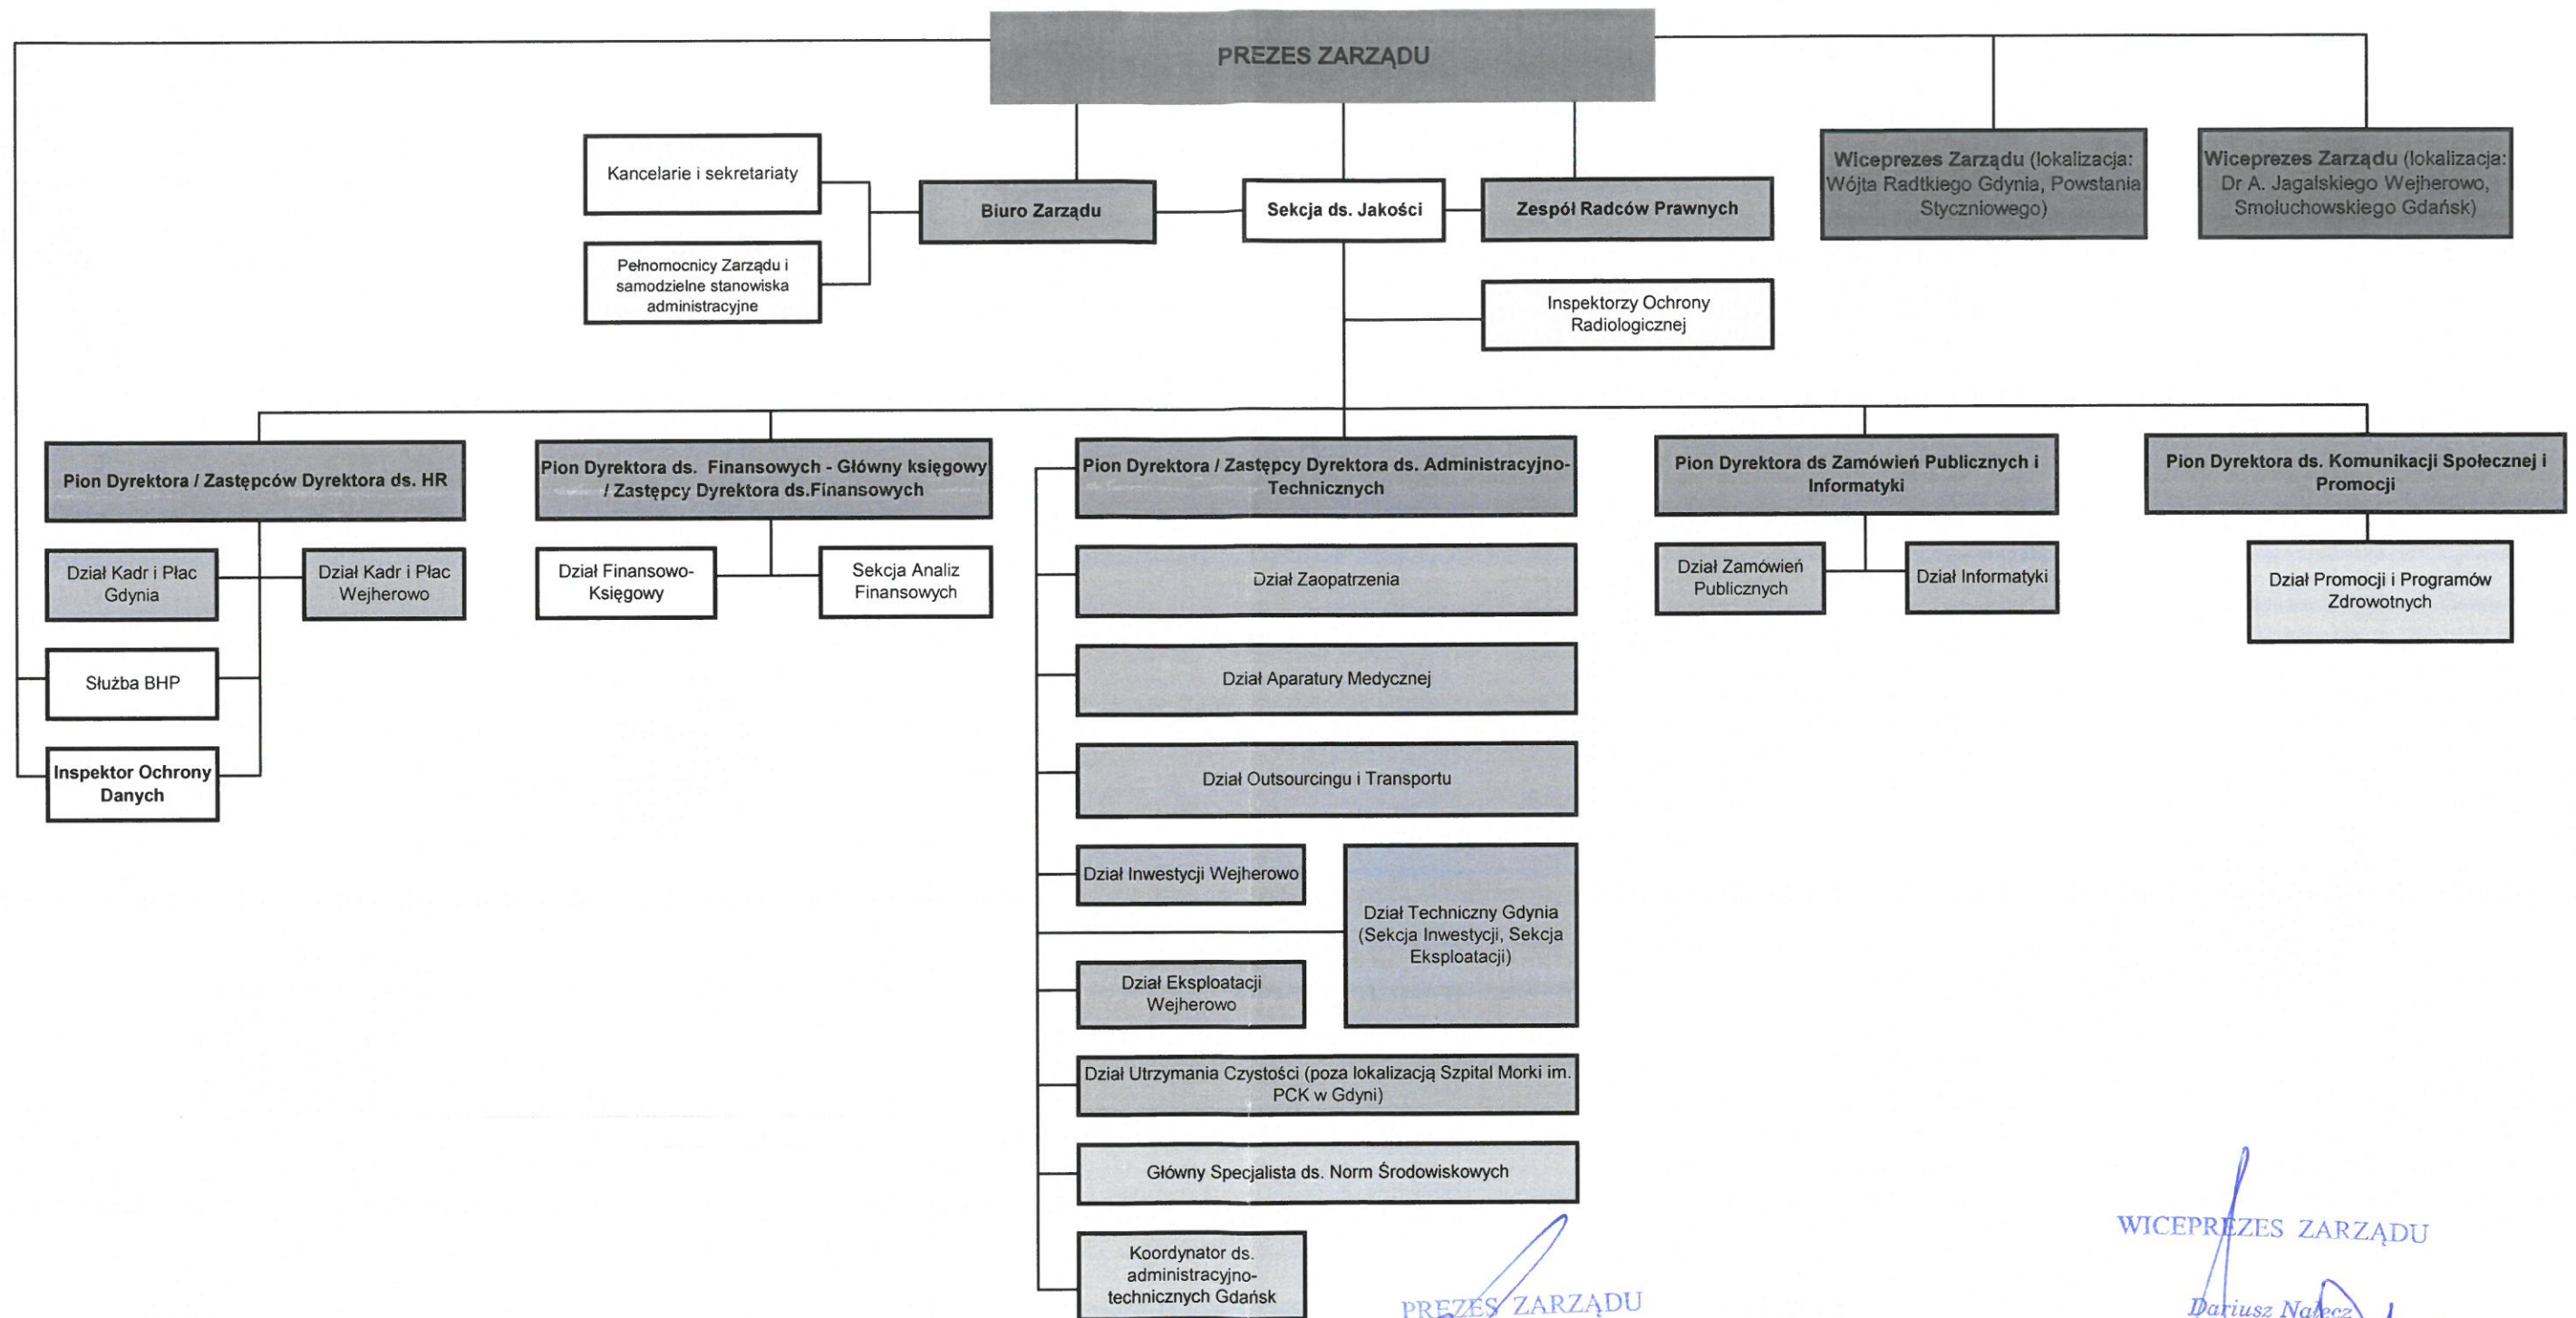 PREZES ZARZĄDU
Kancelarie i sekretariaty
Biuro Zarządu
Sekcja ds. Jakości
Zespół Radców Prawnych
Wiceprezes Zarządu (lokalizacja:
Wójta Radtkiego Gdynia, Powstania
Styczniowego)
Wiceprezes Zarządu (lokalizacja:
Dr A. Jagalskiego Wejherowo,
Smoluchowskiego Gdańsk)
Pełnomocnicy Zarządu i
samodzielne stanowiska
administracyjne
Inspektorzy Ochrony
Radiologicznej
Pion Dyrektora / Zastępców Dyrektora ds. HR
Pion Dyrektora ds. Finansowych - Główny księgowy
/ Zastępcy Dyrektora ds.Finansowych
Pion Dyrektora / Zastępcy Dyrektora ds. Administracyjno-
Technicznych
Pion Dyrektora ds Zamówień Publicznych i
Informatyki
Pion Dyrektora ds. Komunikacji Społecznej i
Promocji
Dział Kadr i Płac
Gdynia
Dział Kadr i Płac
Wejherowo
Dział Finansowo-
Księgowy
Sekcja Analiz
Finansowych
Dział Zaopatrzenia
Dział Zamówień
Publicznych
Dział Informatyki
Dział Promocji i Programów
Zdrowotnych
Służba BHP
Dział Aparatury Medycznej
Inspektor Ochrony
Danych
Dział Outsourcingu i Transportu
Dział Inwestycji Wejherowo
Dział Techniczny Gdynia
(Sekcja Inwestycji, Sekcja
Eksploatacji)
Dział Eksploatacji
Wejherowo
Dział Utrzymania Czystości (poza lokalizacją Szpital Morki im.
PCK w Gdyni)
Główny Specjalista ds. Norm Środowiskowych
Koordynator ds.
administracyjno-
technicznych Gdańsk
PREZES ZARZĄDU
WICEPREZES ZARZĄDU
Dariusz Nałęcz